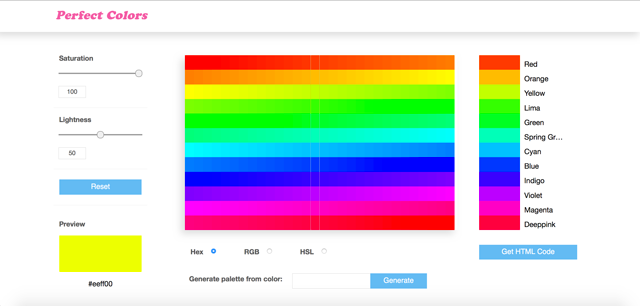 Perfect Colors
Saturation
100
Lightness
50
Reset
Preview
#eeff00
Hex
RGB
HSL
Generate palette from color:
Generate
Red
Orange
Yellow
Lima
Green
Spring Gr...
Cyan
Blue
Indigo
Violet
Magenta
Deeppink
Get HTML Code